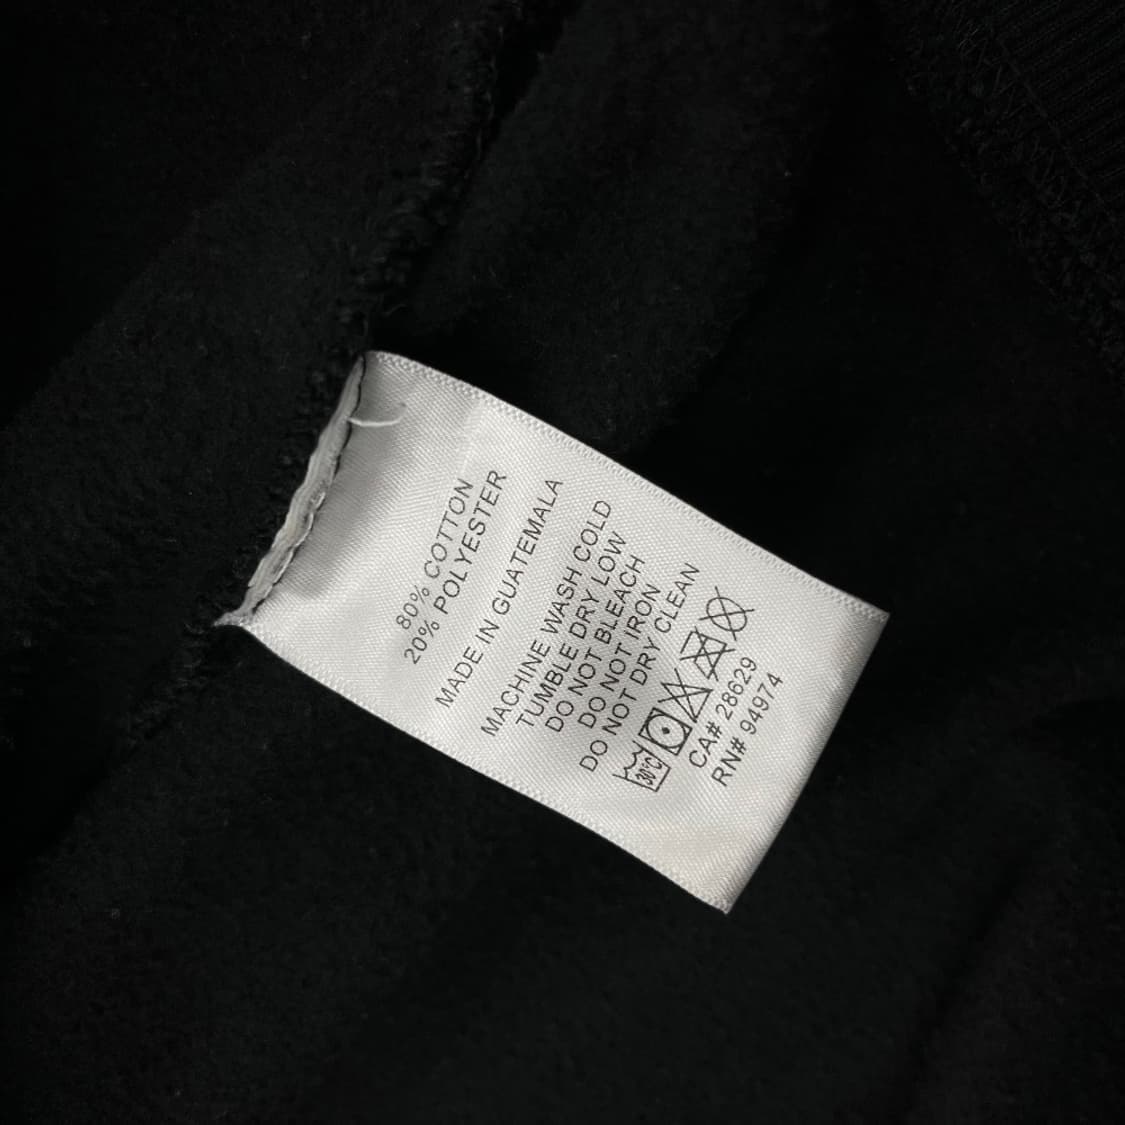 80% COTTON
20% POLYESTER
MADE IN GUATEMALA
MACHINE WASH COLD
TUMBLE DRY LOW
DO NOT BLEACH
DO NOT IRON
DO NOT DRY CLEAN
30°C
CA# 28629
RN# 94974